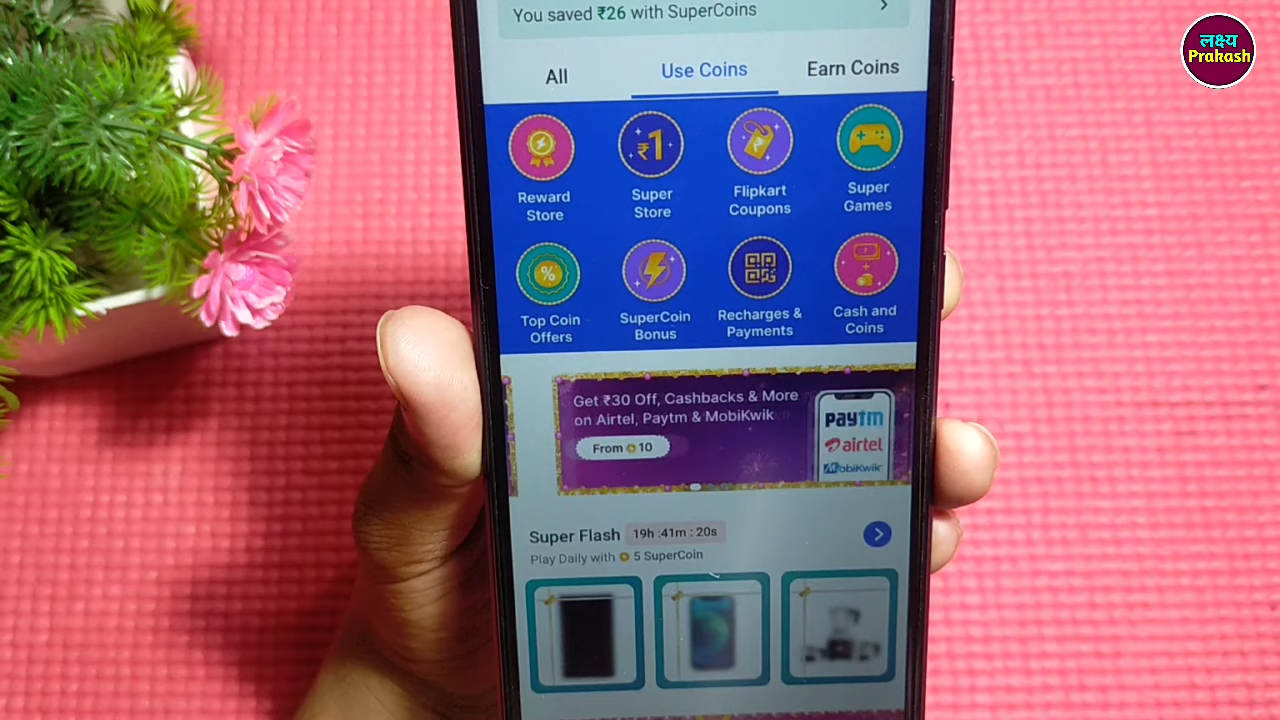 You saved ₹26 with SuperCoins
लक्ष्य
Prakash
All
Use Coins
Earn Coins
₹1
Reward
Store
Super
Store
Flipkart
Coupons
Super
Games
%
Top Coin
Offers
SuperCoin
Bonus
Recharges &
Payments
Cash and
Coins
Get ₹30 Off, Cashbacks & More
on Airtel, Paytm & MobiKwik
From 10
paytm
airtel
MobiKwik
Super Flash 19h :41m : 20s
Play Daily with 5 SuperCoin